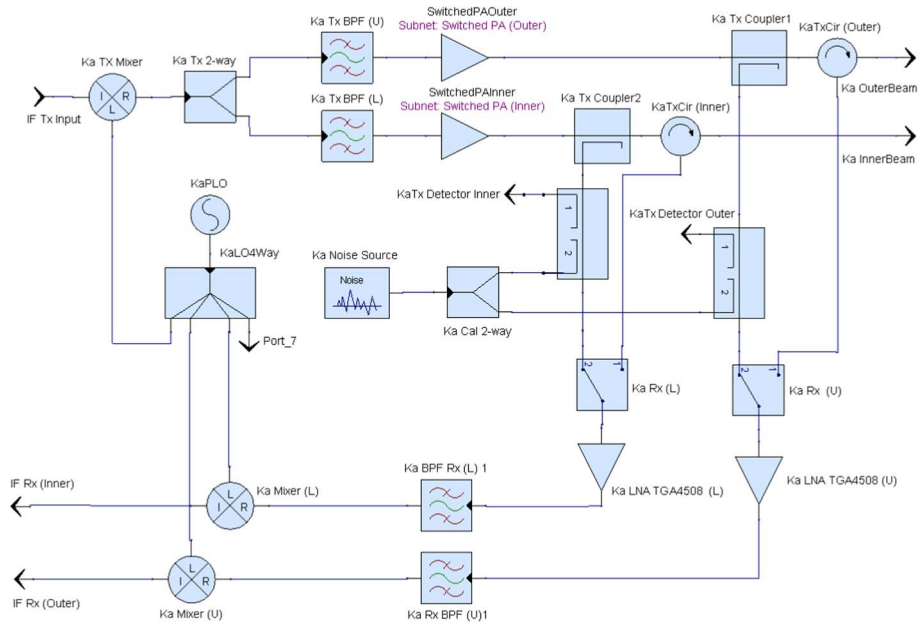 SwitchedPAOuter
Ka Tx BPF (U)
Subnet: Switched PA (Outer)
Ka Tx Coupler1
KaTxCir (Outer)
Ka TX Mixer
Ka Tx 2-way
I
R
L
IF Tx Input
Ka OuterBeam
Ka Tx BPF (L)
SwitchedPAInner
Subnet: Switched PA (Inner)
Ka Tx Coupler2
KaTxCir (Inner)
Ka InnerBeam
KaPLO
KaTx Detector Inner
1
2
KaTx Detector Outer
1
2
KaLO4Way
Ka Noise Source
Noise
Ka Cal 2-way
Port_7
2
1
Ka Rx (L)
2
1
Ka Rx (U)
Ka BPF Rx (L) 1
Ka LNA TGA4508 (L)
Ka LNA TGA4508 (U)
IF Rx (Inner)
L
I
R
Ka Mixer (L)
IF Rx (Outer)
L
I
R
Ka Mixer (U)
Ka Rx BPF (U)1